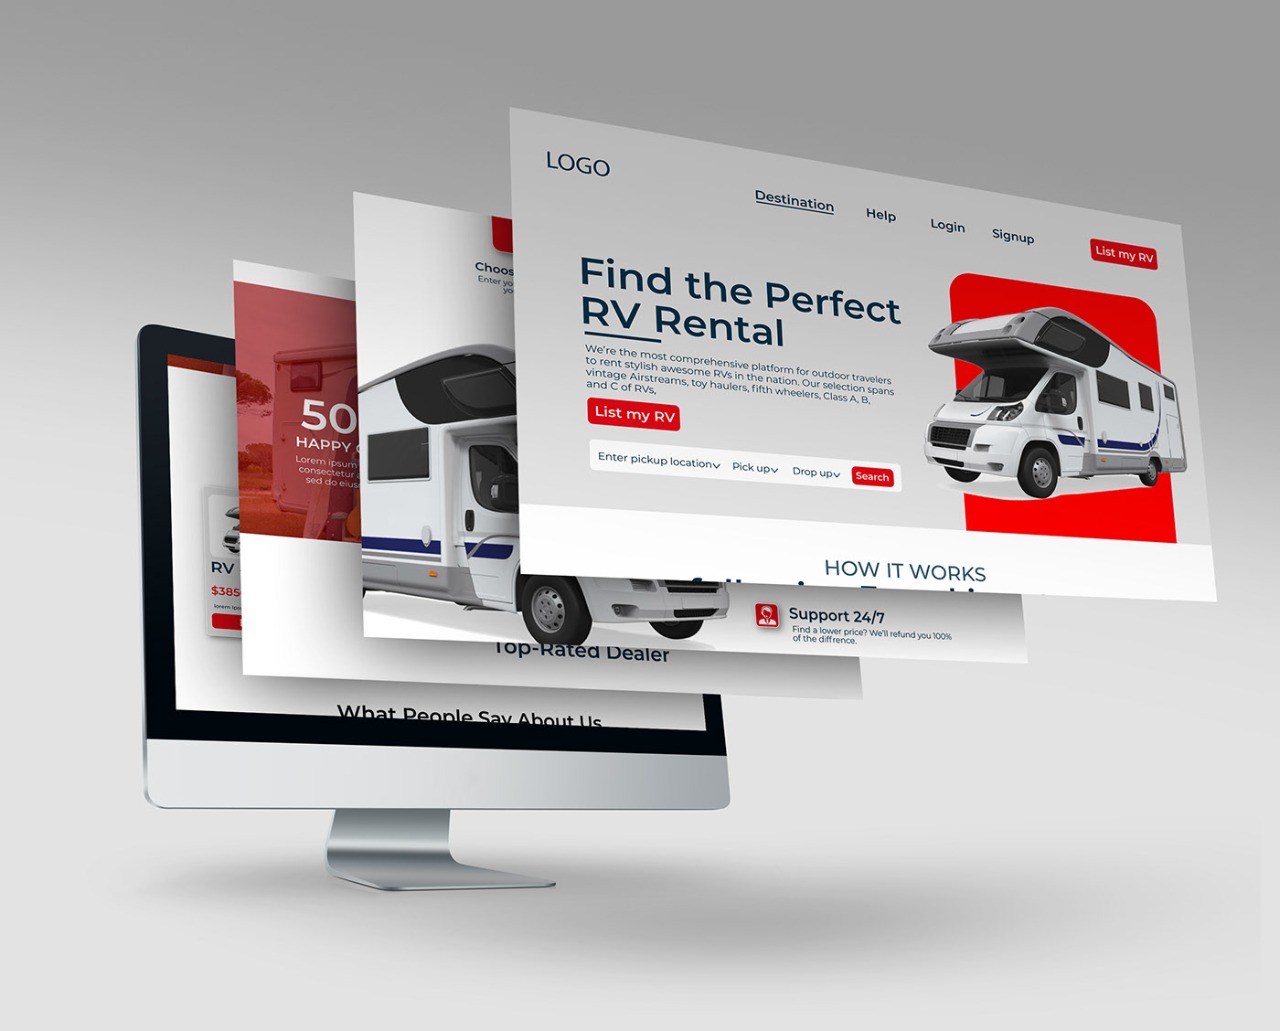 LOGO
Destination
Help
Login
Signup
List my RV
Find the Perfect
RV Rental
We're the most comprehensive platform for outdoor travelers
to rent stylish awesome RVs in the nation. Our selection spans
vintage Airstreams, toy haulers, fifth wheelers, Class A, B,
and C of RVs,
List my RV
Enter pickup location
Pick up
Drop up
Search
HOW IT WORKS
Choos
Enter yo
yo
Support 24/7
Find a lower price? We'll refund you 100%
of the diffrence.
50
HAPPY
Lorem ipsum
consectetur a
sed do eius
Top-Rated Dealer
RV
$385
lorem ipsu
What People Say About Us